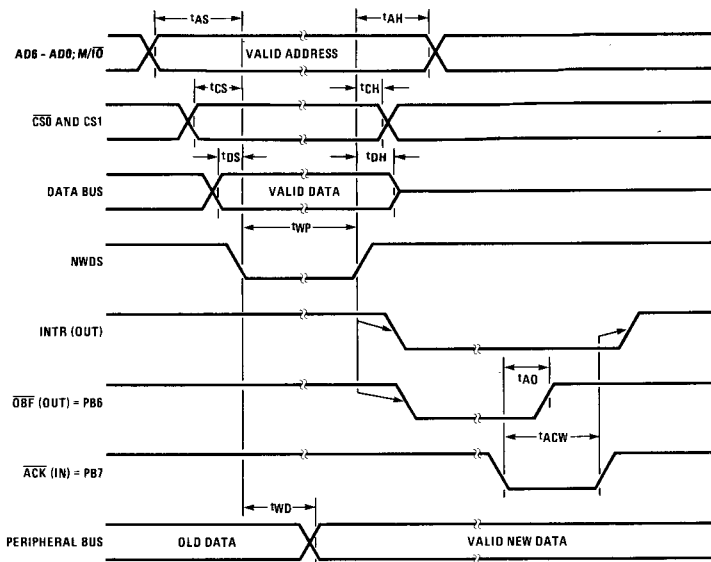 tAS
tAH
AD6 - AD0; M/IO
VALID ADDRESS
tCS
tCH
CS0 AND CS1
tDS
tDH
DATA BUS
VALID DATA
tWP
NWDS
INTR (OUT)
tAO
OBF (OUT) = PB6
tACW
ACK (IN) = PB7
tWD
PERIPHERAL BUS
OLD DATA
VALID NEW DATA